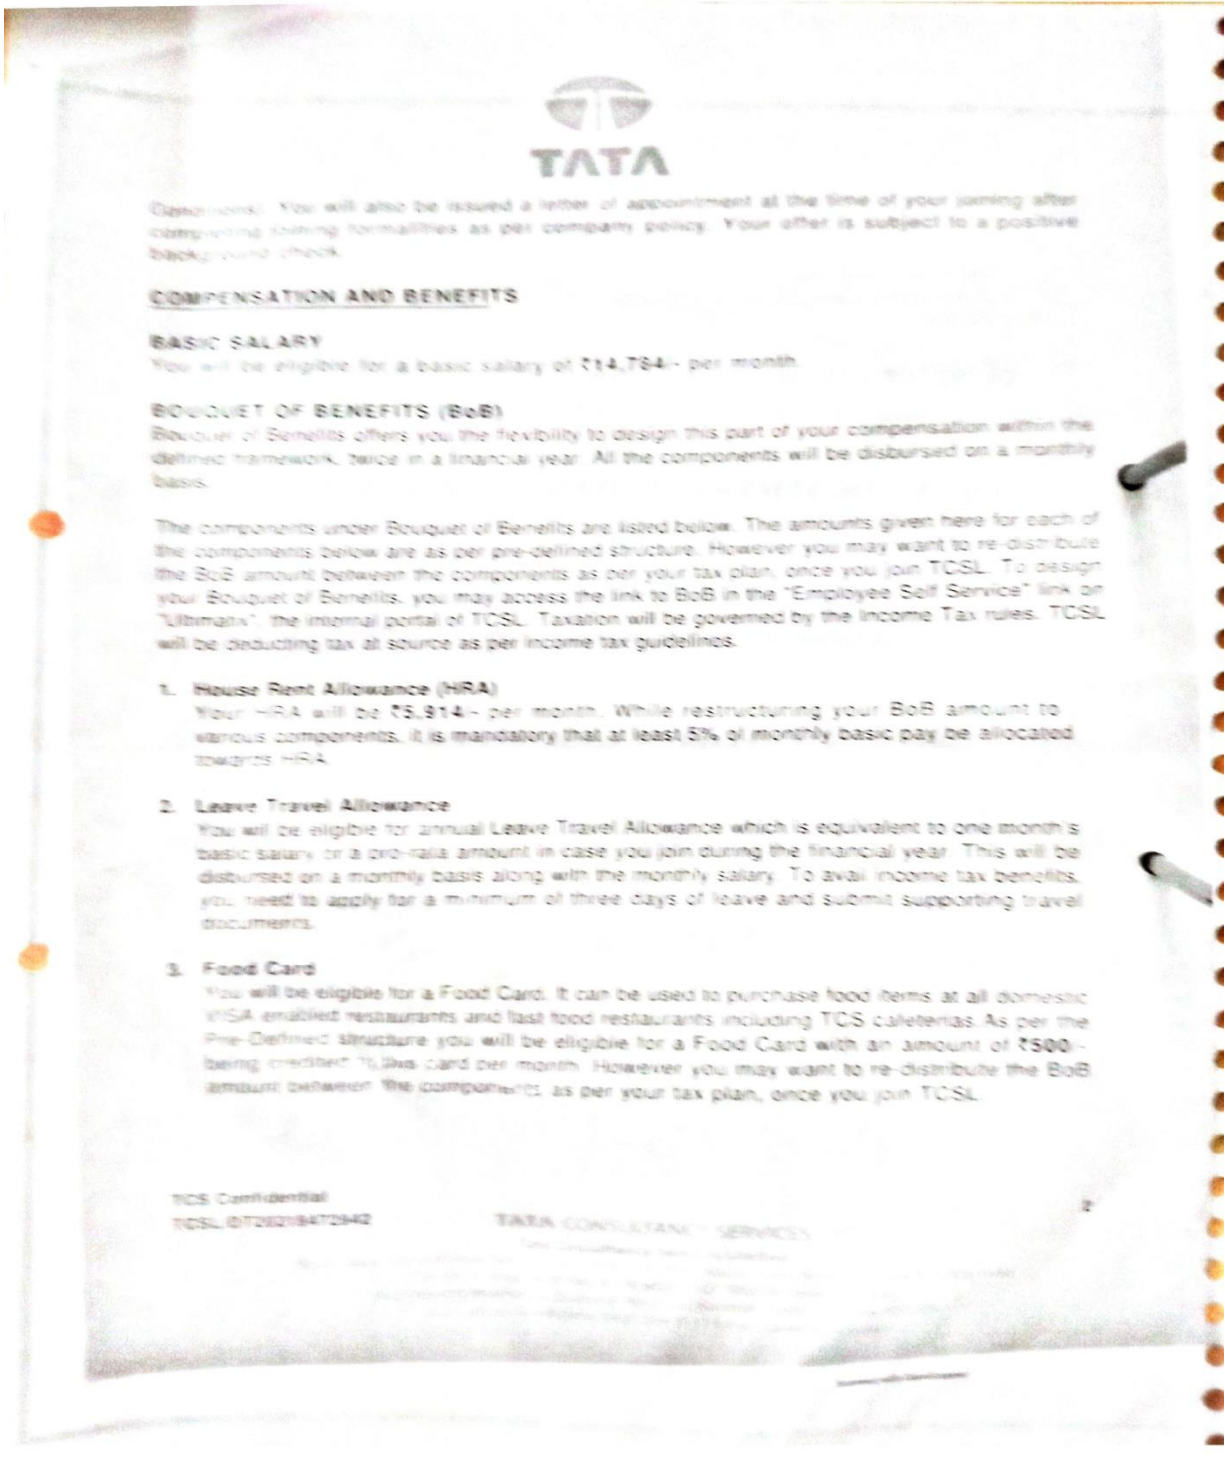 TATA
Conditions). You will also be issued a letter of appointment at the time of your joining after
completing joining formalities as per company policy. Your offer is subject to a positive
background check.
COMPENSATION AND BENEFITS
BASIC SALARY
You will be eligible for a basic salary of ₹14,784/- per month.
BOUQUET OF BENEFITS (BoB)
Bouquet of Benefits offers you the flexibility to design this part of your compensation within the
defined framework, twice in a financial year. All the components will be disbursed on a monthly
basis.
The components under Bouquet of Benefits are listed below. The amounts given here for each of
the components below are as per pre-defined structure. However you may want to re-distribute
the BoB amount between the components as per your tax plan, once you join TCSL. To design
your Bouquet of Benefits, you may access the link to BoB in the "Employee Self Service" link on
"Ultimatix", the internal portal of TCSL. Taxation will be governed by the Income Tax rules. TCSL
will be deducting tax at source as per income tax guidelines.
1. House Rent Allowance (HRA)
Your HRA will be ₹5,914/- per month. While restructuring your BoB amount to
various components, it is mandatory that at least 5% of monthly basic pay be allocated
towards HRA.
2. Leave Travel Allowance
You will be eligible for annual Leave Travel Allowance which is equivalent to one month's
basic salary or a pro-rata amount in case you join during the financial year. This will be
disbursed on a monthly basis along with the monthly salary. To avail income tax benefits,
you need to apply for a minimum of three days of leave and submit supporting travel
documents.
3. Food Card
You will be eligible for a Food Card. It can be used to purchase food items at all domestic
VISA enabled restaurants and fast food restaurants including TCS cafeterias. As per the
Pre-Defined structure you will be eligible for a Food Card with an amount of ₹500/-
being credited to this card per month. However you may want to re-distribute the BoB
amount between the components as per your tax plan, once you join TCSL.
TCS Confidential
2
TATA CONSULTANCY SERVICES